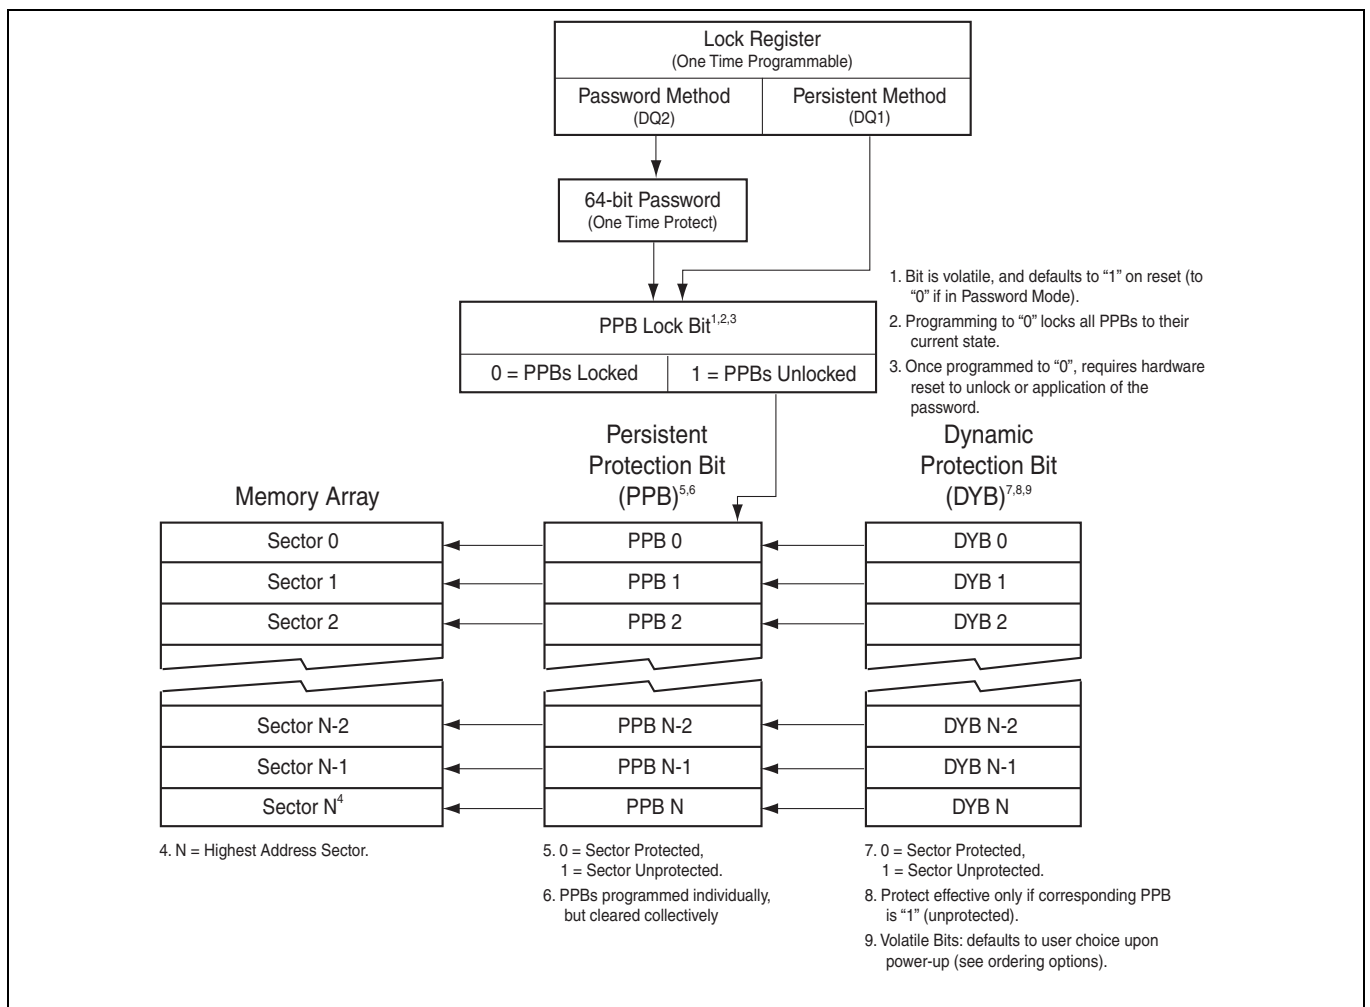 Lock Register
(One Time Programmable)
Password Method
(DQ2)
Persistent Method
(DQ1)
64-bit Password
(One Time Protect)
PPB Lock Bit1,2,3
0 = PPBs Locked
1 = PPBs Unlocked
1. Bit is volatile, and defaults to “1” on reset (to
“0” if in Password Mode).
2. Programming to “0” locks all PPBs to their
current state.
3. Once programmed to “0”, requires hardware
reset to unlock or application of the
password.
Memory Array
Persistent
Protection Bit
(PPB)5,6
Dynamic
Protection Bit
(DYB)7,8,9
Sector 0
PPB 0
DYB 0
Sector 1
PPB 1
DYB 1
Sector 2
PPB 2
DYB 2
Sector N-2
PPB N-2
DYB N-2
Sector N-1
PPB N-1
DYB N-1
Sector N4
PPB N
DYB N
4. N = Highest Address Sector.
5. 0 = Sector Protected,
1 = Sector Unprotected.
6. PPBs programmed individually,
but cleared collectively
7. 0 = Sector Protected,
1 = Sector Unprotected.
8. Protect effective only if corresponding PPB
is “1” (unprotected).
9. Volatile Bits: defaults to user choice upon
power-up (see ordering options).